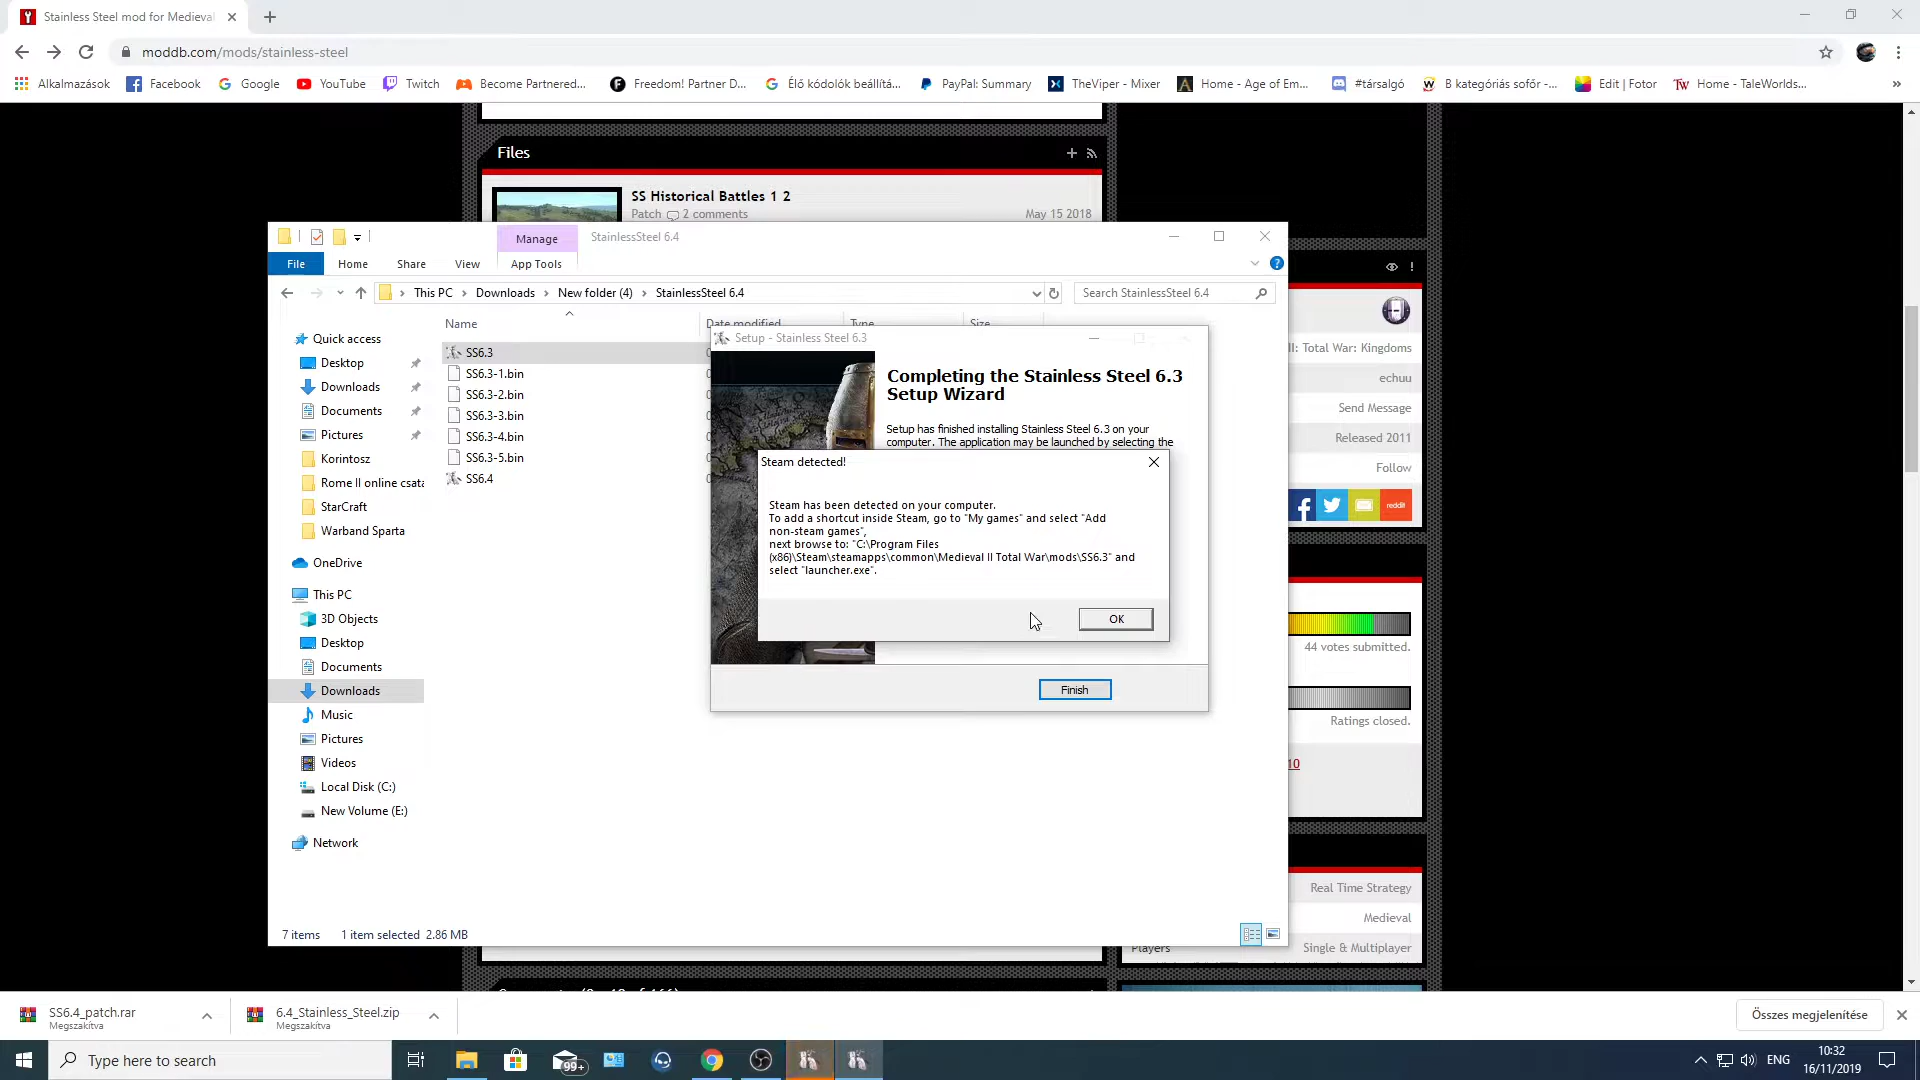 Stainless Steel mod for Medieval
moddb.com/mods/stainless-steel
Alkalmazások
Facebook
Google
YouTube
Twitch
Become Partnered...
Freedom! Partner D...
Élő kódolók beállítá...
PayPal: Summary
TheViper - Mixer
Home - Age of Em...
#társalgó
B kategóriás sofőr -...
Edit | Fotor
Home - TaleWorlds...
»
Files
SS Historical Battles 1 2
Patch 2 comments May 15 2018
Manage
StainlessSteel 6.4
File
Home
Share
View
App Tools
This PC > Downloads > New folder (4) > StainlessSteel 6.4
Search StainlessSteel 6.4
Quick access
Desktop
Downloads
Documents
Pictures
Korintosz
Rome II online csata
StarCraft
Warband Sparta
OneDrive
This PC
3D Objects
Desktop
Documents
Downloads
Music
Pictures
Videos
Local Disk (C:)
New Volume (E:)
Network
Name
Date modified
Type
Size
SS6.3
SS6.3-1.bin
SS6.3-2.bin
SS6.3-3.bin
SS6.3-4.bin
SS6.3-5.bin
SS6.4
7 items
1 item selected 2.86 MB
Setup - Stainless Steel 6.3
Completing the Stainless Steel 6.3
Setup Wizard
Setup has finished installing Stainless Steel 6.3 on your
computer. The application may be launched by selecting the
Steam detected!
Steam has been detected on your computer.
To add a shortcut inside Steam, go to "My games" and select "Add
non-steam games",
next browse to: "C:\Program Files
(x86)\Steam\steamapps\common\Medieval II Total War\mods\SS6.3" and
select "launcher.exe".
OK
Finish
II: Total War: Kingdoms
echuu
Send Message
Released 2011
Follow
reddit
44 votes submitted.
Ratings closed.
10
Real Time Strategy
Medieval
Players
Single & Multiplayer
SS6.4_patch.rar
Megszakítva
6.4_Stainless_Steel.zip
Megszakítva
Összes megjelenítése
Type here to search
99+
ENG
10:32
16/11/2019